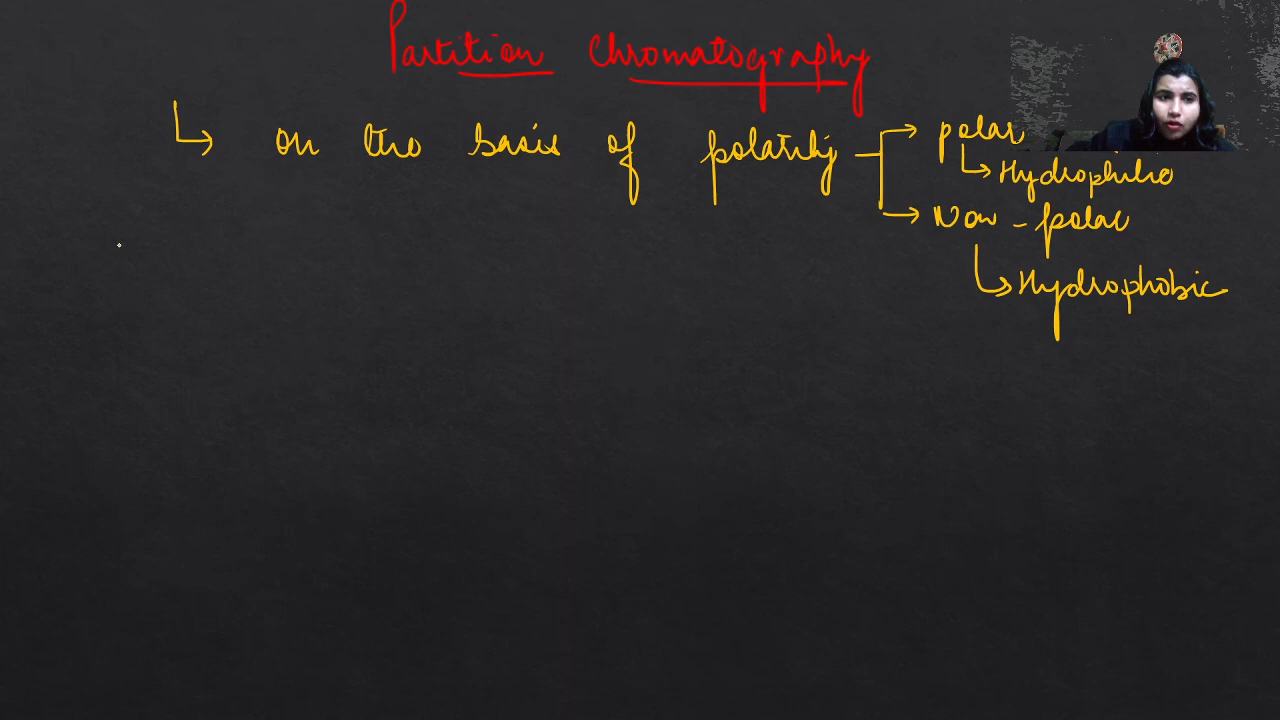 Partition Chromatography
on the basis of polarity
polar
Hydrophilic
Non - polar
Hydrophobic